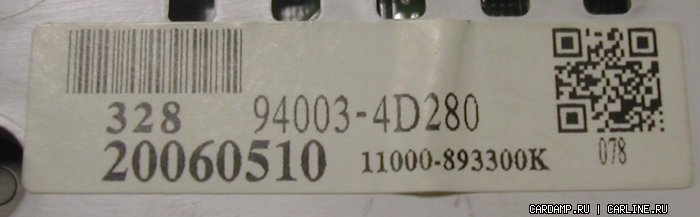 328 94003-4D280
20060510 11000-893300K
078
CARDAMP.RU | CARLINE.RU